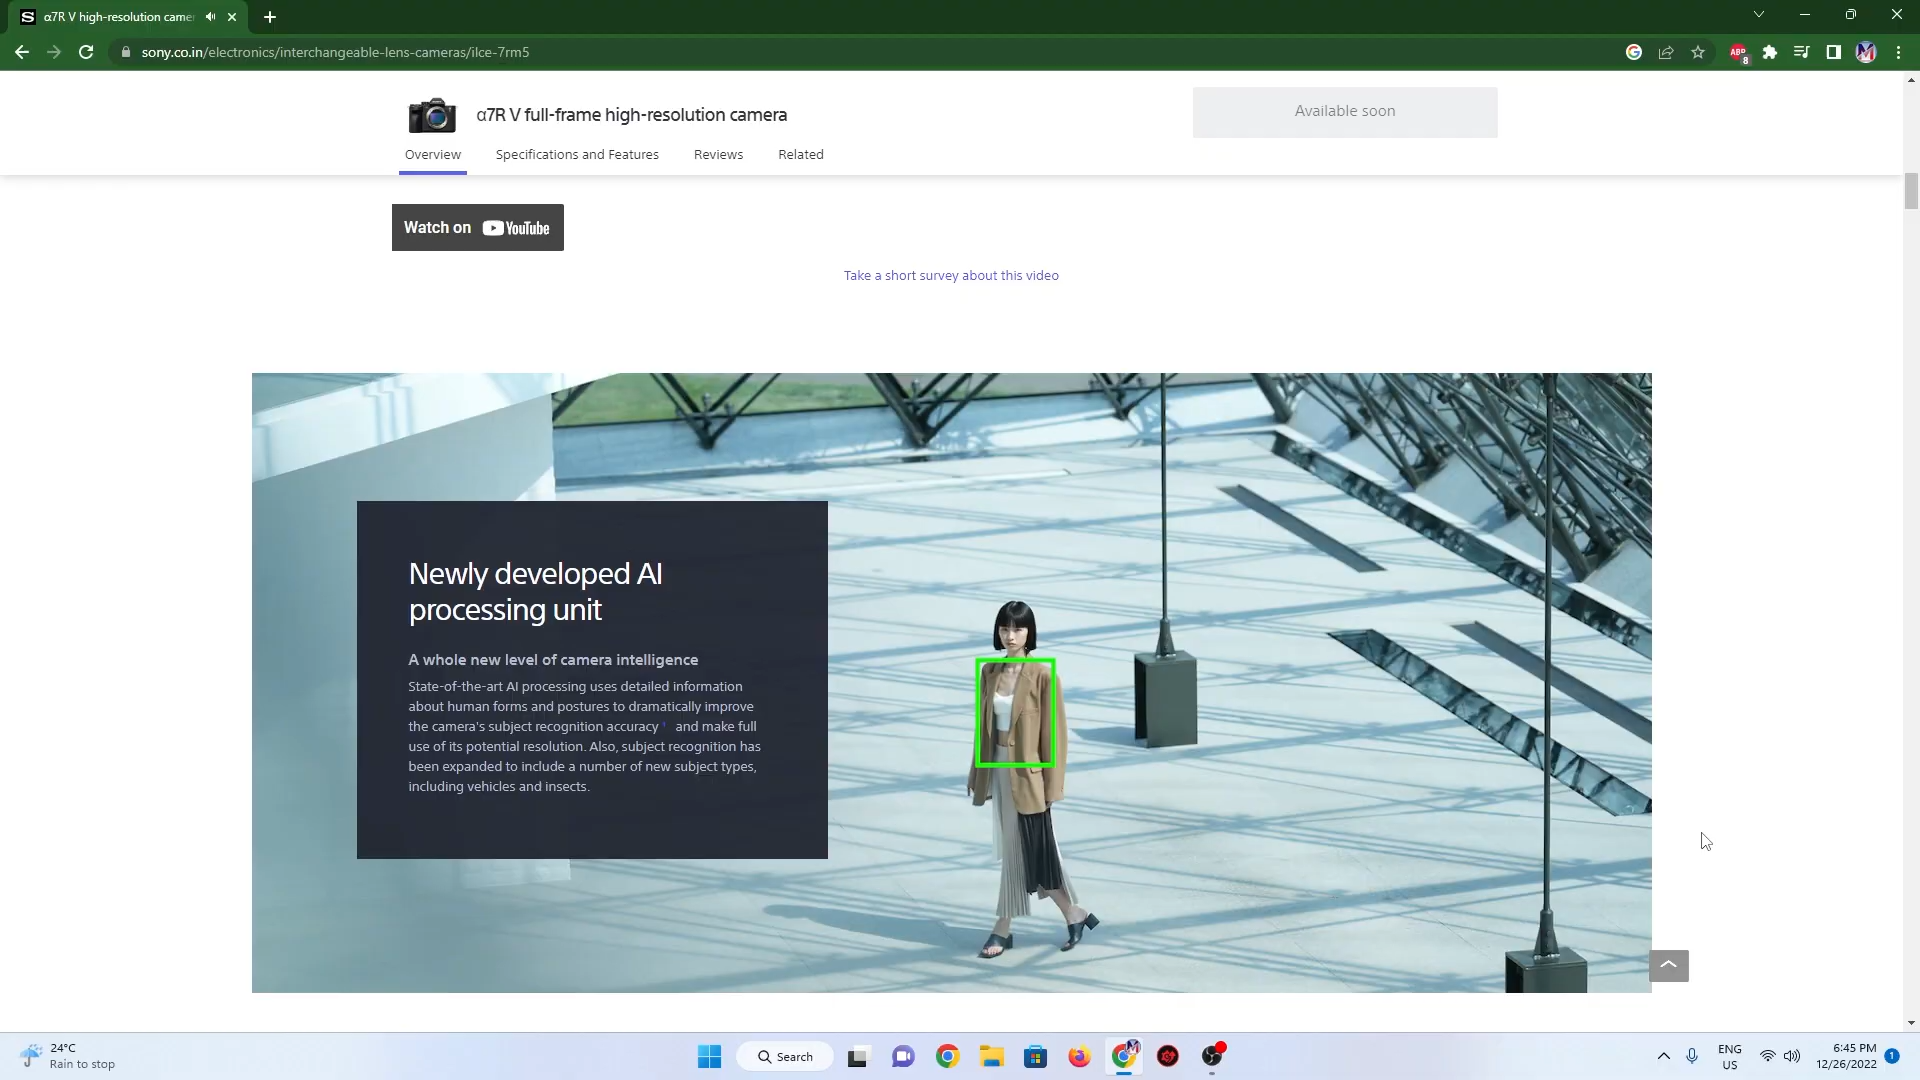 α7R V high-resolution camer
sony.co.in/electronics/interchangeable-lens-cameras/ilce-7rm5
ABP
8
α7R V full-frame high-resolution camera
Available soon
Overview
Specifications and Features
Reviews
Related
Watch on YouTube
Take a short survey about this video
Newly developed AI
processing unit
A whole new level of camera intelligence
State-of-the-art AI processing uses detailed information
about human forms and postures to dramatically improve
the camera's subject recognition accuracy ¹ and make full
use of its potential resolution. Also, subject recognition has
been expanded to include a number of new subject types,
including vehicles and insects.
24°C
Rain to stop
Search
ENG
US
6:45 PM
12/26/2022
1